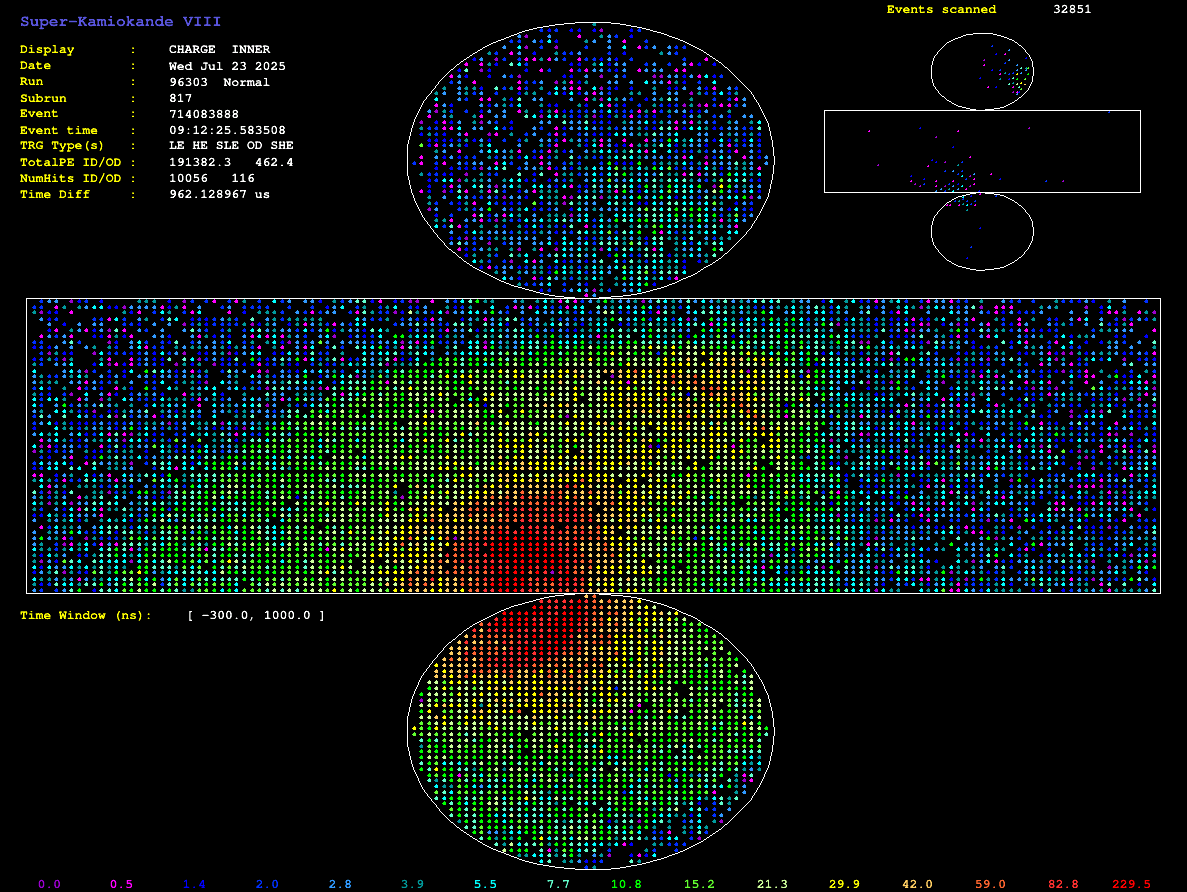 Super-Kamiokande VIII
Events scanned 32851
Display : CHARGE INNER
Date : Wed Jul 23 2025
Run : 96303 Normal
Subrun : 817
Event : 714083888
Event time : 09:12:25.583508
TRG Type(s) : LE HE SLE OD SHE
TotalPE ID/OD : 191382.3 462.4
NumHits ID/OD : 10056 116
Time Diff : 962.128967 us
Time Window (ns): [ -300.0, 1000.0 ]
0.0 0.5 1.4 2.0 2.8 3.9 5.5 7.7 10.8 15.2 21.3 29.9 42.0 59.0 82.8 229.5